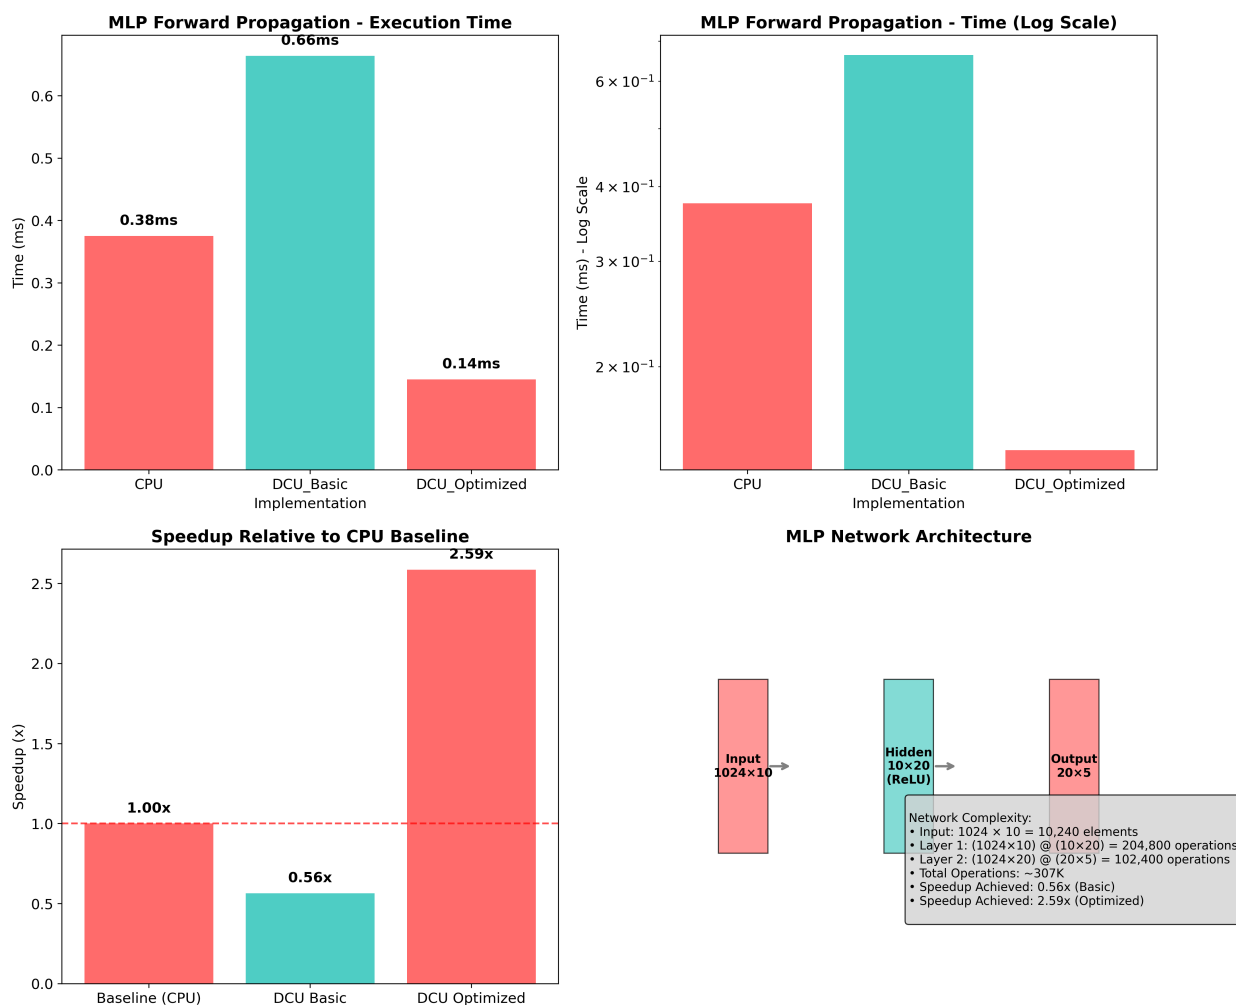 MLP Forward Propagation - Execution Time
0.66ms
0.38ms
0.14ms
0.6
0.5
0.4
0.3
0.2
0.1
0.0
Time (ms)
CPU
DCU_Basic
DCU_Optimized
Implementation
MLP Forward Propagation - Time (Log Scale)
6 × 10⁻¹
4 × 10⁻¹
3 × 10⁻¹
2 × 10⁻¹
Time (ms) - Log Scale
CPU
DCU_Basic
DCU_Optimized
Implementation
Speedup Relative to CPU Baseline
2.59x
1.00x
0.56x
2.5
2.0
1.5
1.0
0.5
0.0
Speedup (x)
Baseline (CPU)
DCU Basic
DCU Optimized
MLP Network Architecture
Input
1024×10
Hidden
10×20
(ReLU)
Output
20×5
Network Complexity:
• Input: 1024 × 10 = 10,240 elements
• Layer 1: (1024×10) @ (10×20) = 204,800 operations
• Layer 2: (1024×20) @ (20×5) = 102,400 operations
• Total Operations: ~307K
• Speedup Achieved: 0.56x (Basic)
• Speedup Achieved: 2.59x (Optimized)